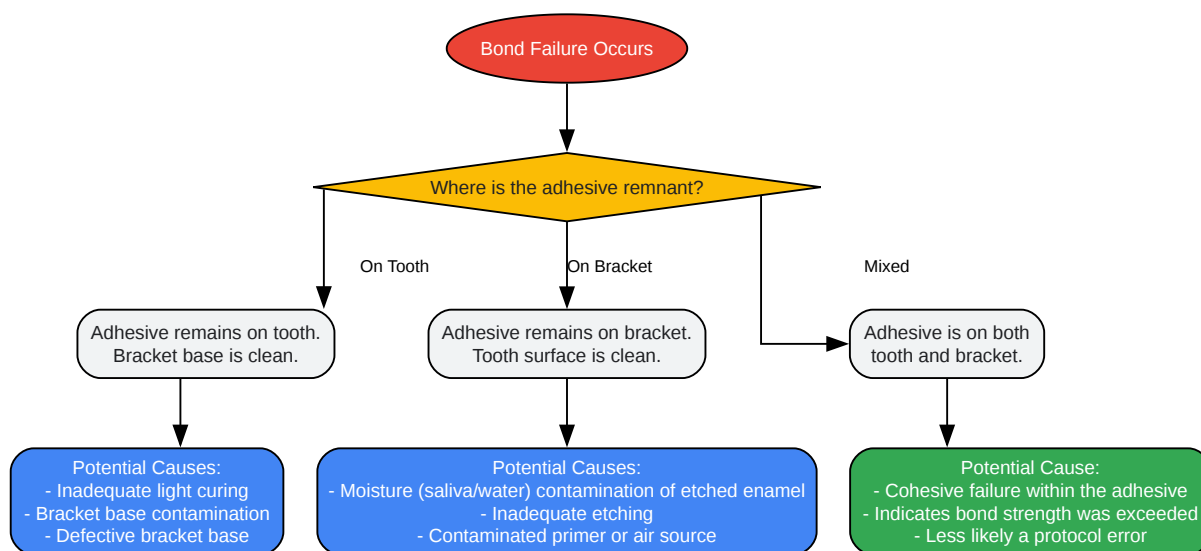 Bond Failure Occurs
Where is the adhesive remnant?
On Tooth
On Bracket
Mixed
Adhesive remains on tooth.
Bracket base is clean.
Adhesive remains on bracket.
Tooth surface is clean.
Adhesive is on both
tooth and bracket.
Potential Causes:
- Inadequate light curing
- Bracket base contamination
- Defective bracket base
Potential Causes:
- Moisture (saliva/water) contamination of etched enamel
- Inadequate etching
- Contaminated primer or air source
Potential Cause:
- Cohesive failure within the adhesive
- Indicates bond strength was exceeded
- Less likely a protocol error